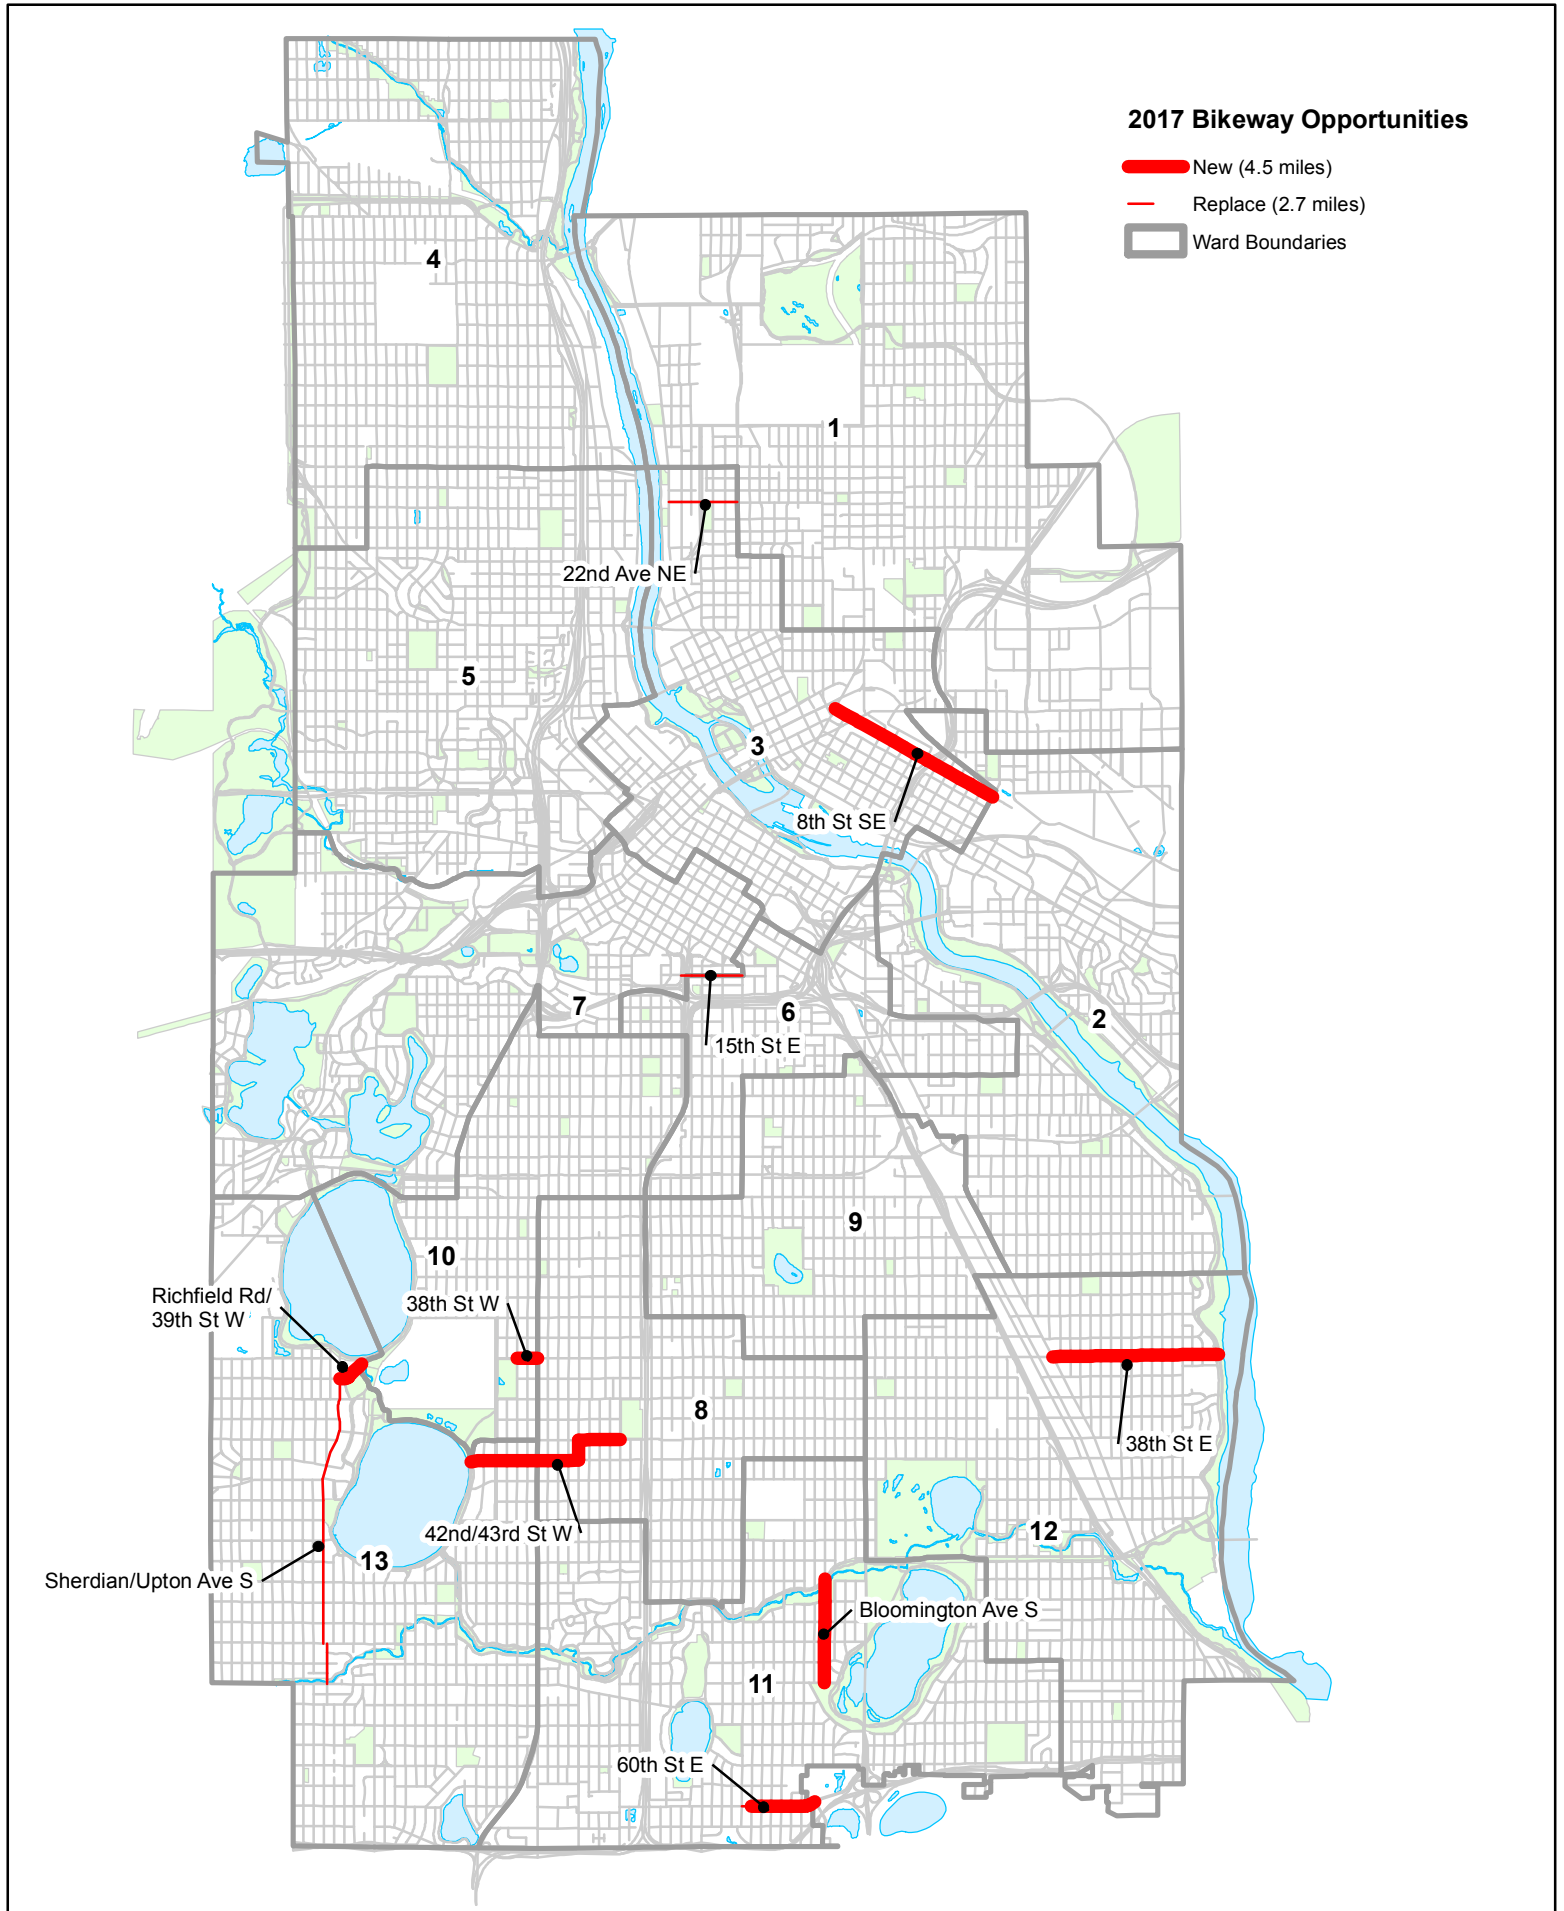 2017 Bikeway Opportunities
New (4.5 miles)
Replace (2.7 miles)
Ward Boundaries
4
1
22nd Ave NE
5
3
8th St SE
7
6
2
15th St E
9
10
Richfield Rd/
39th St W
38th St W
8
38th St E
42nd/43rd St W
12
13
Sherdian/Upton Ave S
Bloomington Ave S
11
60th St E